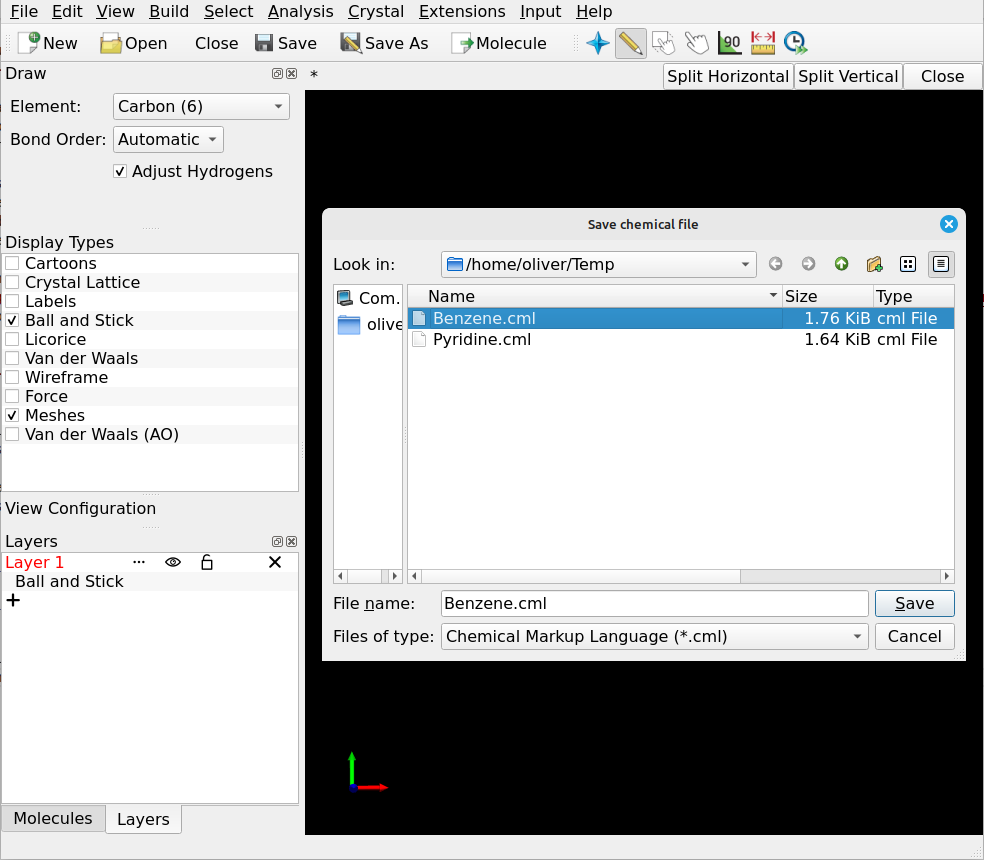 File Edit View Build Select Analysis Crystal Extensions Input Help
New Open Close Save Save As Molecule 90
Draw
*
Split Horizontal Split Vertical Close
Element: Carbon (6)
Bond Order: Automatic
Adjust Hydrogens
Display Types
Cartoons
Crystal Lattice
Labels
Ball and Stick
Licorice
Van der Waals
Wireframe
Force
Meshes
Van der Waals (AO)
View Configuration
Layers
Layer 1 ...
Ball and Stick
+
Molecules Layers
Save chemical file
Look in: /home/oliver/Temp
Com.
olive
Name Size Type
Benzene.cml 1.76 KiB cml File
Pyridine.cml 1.64 KiB cml File
File name: Benzene.cml Save
Files of type: Chemical Markup Language (*.cml) Cancel